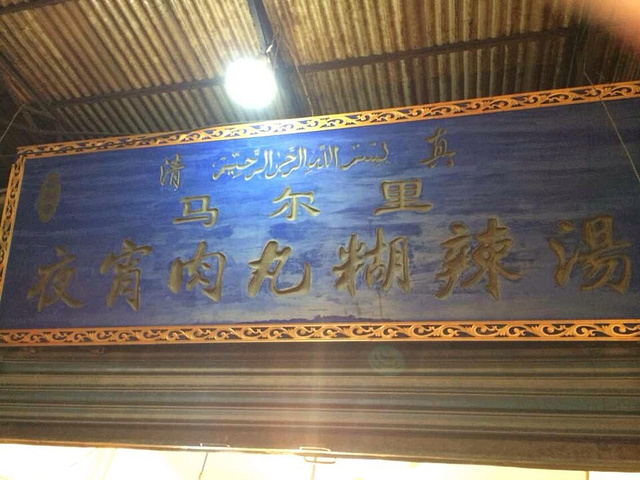 清 بسم الله الرحمن الرحيم 真
马尔里
夜宵肉丸糊辣湯